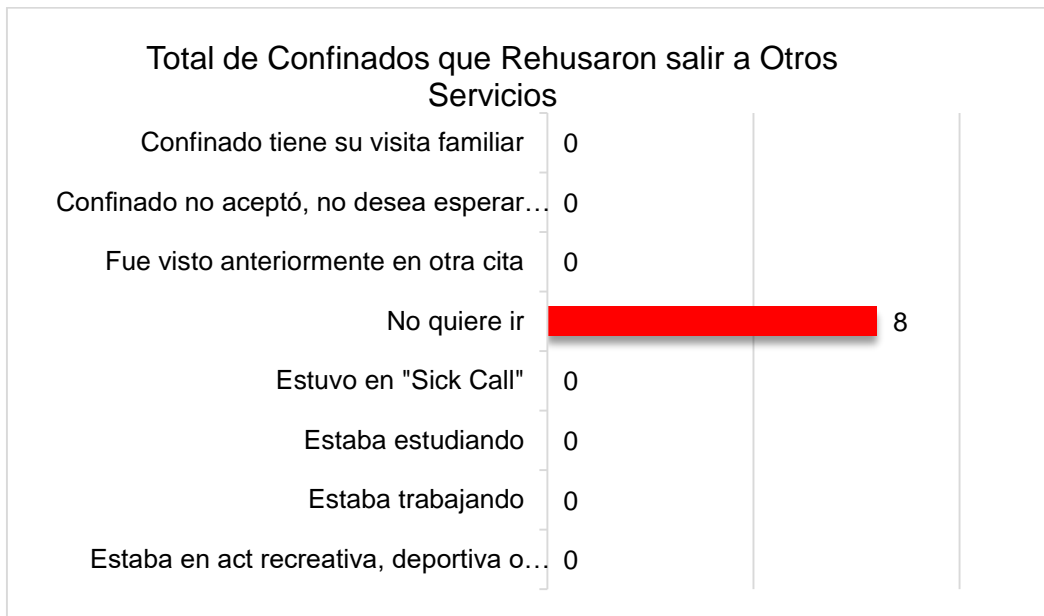 Total de Confinados que Rehusaron salir a Otros
Servicios
Confinado tiene su visita familiar 0
Confinado no aceptó, no desea esperar… 0
Fue visto anteriormente en otra cita 0
No quiere ir 8
Estuvo en "Sick Call" 0
Estaba estudiando 0
Estaba trabajando 0
Estaba en act recreativa, deportiva o… 0